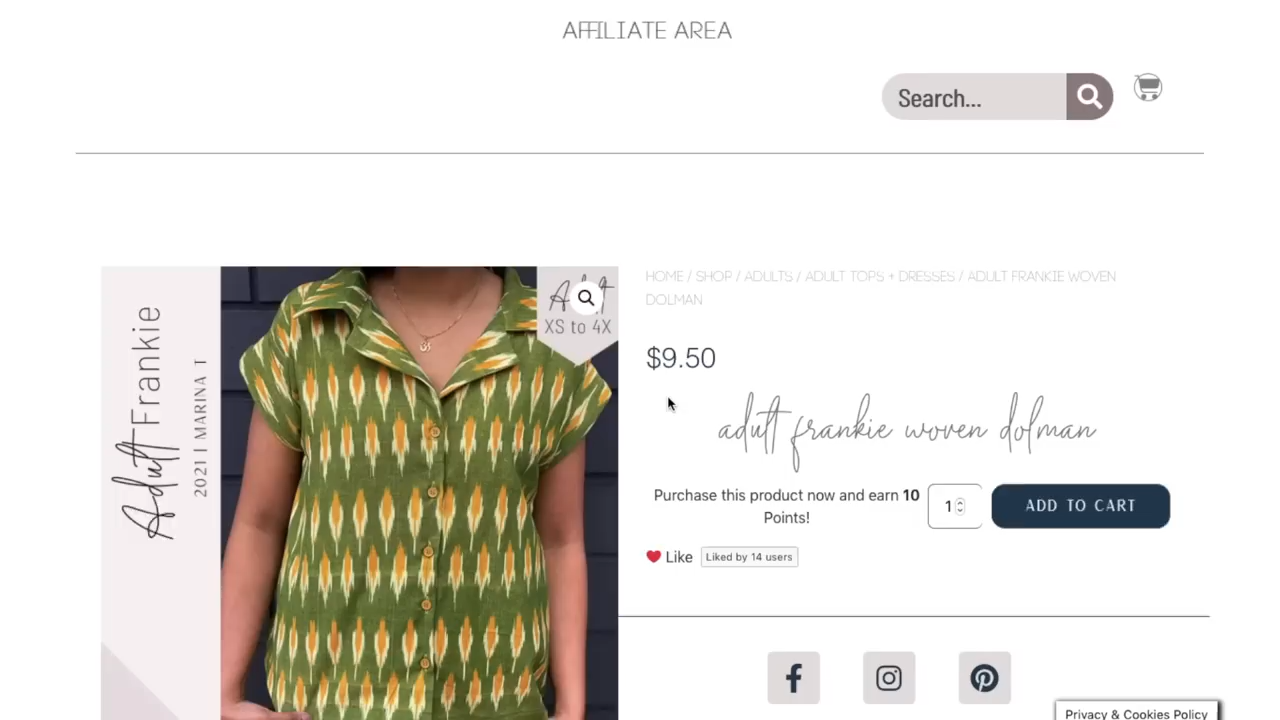 AFFILIATE AREA
Search...
HOME / SHOP / ADULTS / ADULT TOPS + DRESSES / ADULT FRANKIE WOVEN
DOLMAN
Adult Frankie
2021 | MARINA T
Adult
XS to 4X
$9.50
adult frankie woven dolman
Purchase this product now and earn 10
Points!
1
ADD TO CART
Like
Liked by 14 users
Privacy & Cookies Policy